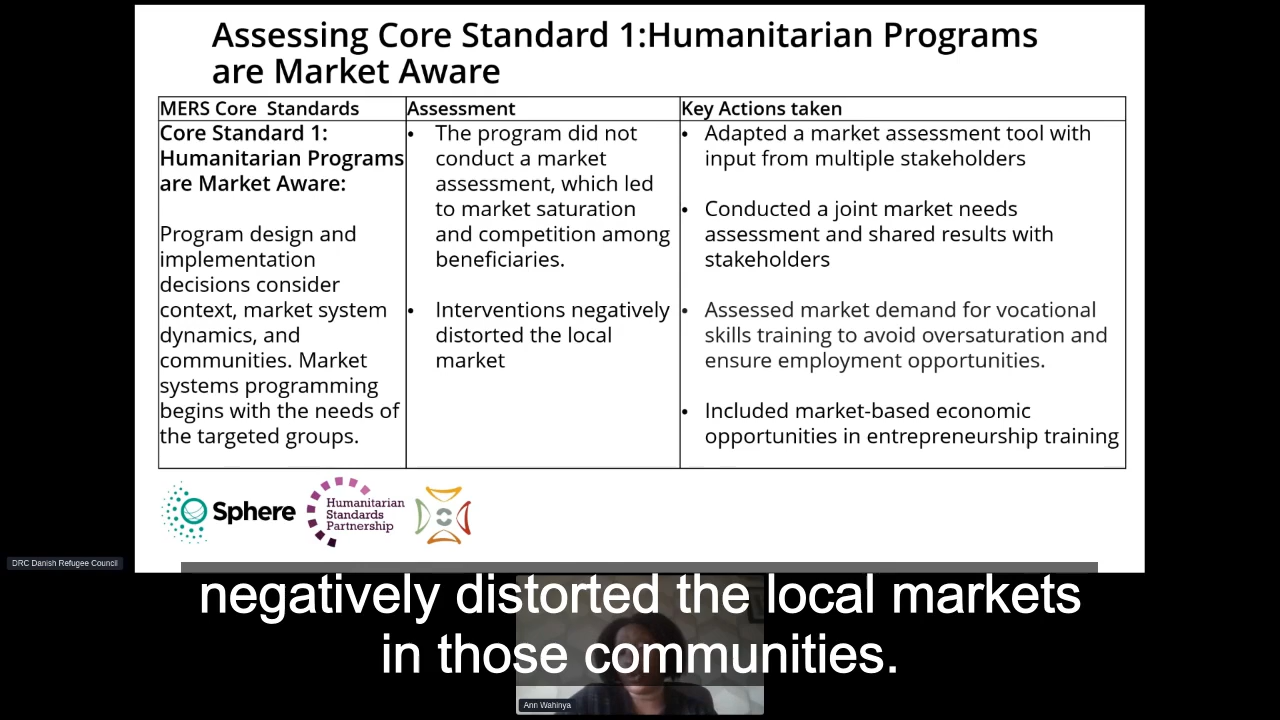 Assessing Core Standard 1:Humanitarian Programs
are Market Aware
MERS Core Standards
Assessment
Key Actions taken
Core Standard 1:
Humanitarian Programs
are Market Aware:
Program design and
implementation
decisions consider
context, market system
dynamics, and
communities. Market
systems programming
begins with the needs of
the targeted groups.
• The program did not
conduct a market
assessment, which led
to market saturation
and competition among
beneficiaries.
• Interventions negatively
distorted the local
market
• Adapted a market assessment tool with
input from multiple stakeholders
• Conducted a joint market needs
assessment and shared results with
stakeholders
• Assessed market demand for vocational
skills training to avoid oversaturation and
ensure employment opportunities.
• Included market-based economic
opportunities in entrepreneurship training
Sphere
Humanitarian
Standards
Partnership
DRC Danish Refugee Council
negatively distorted the local markets
in those communities.
Ann Wahinya